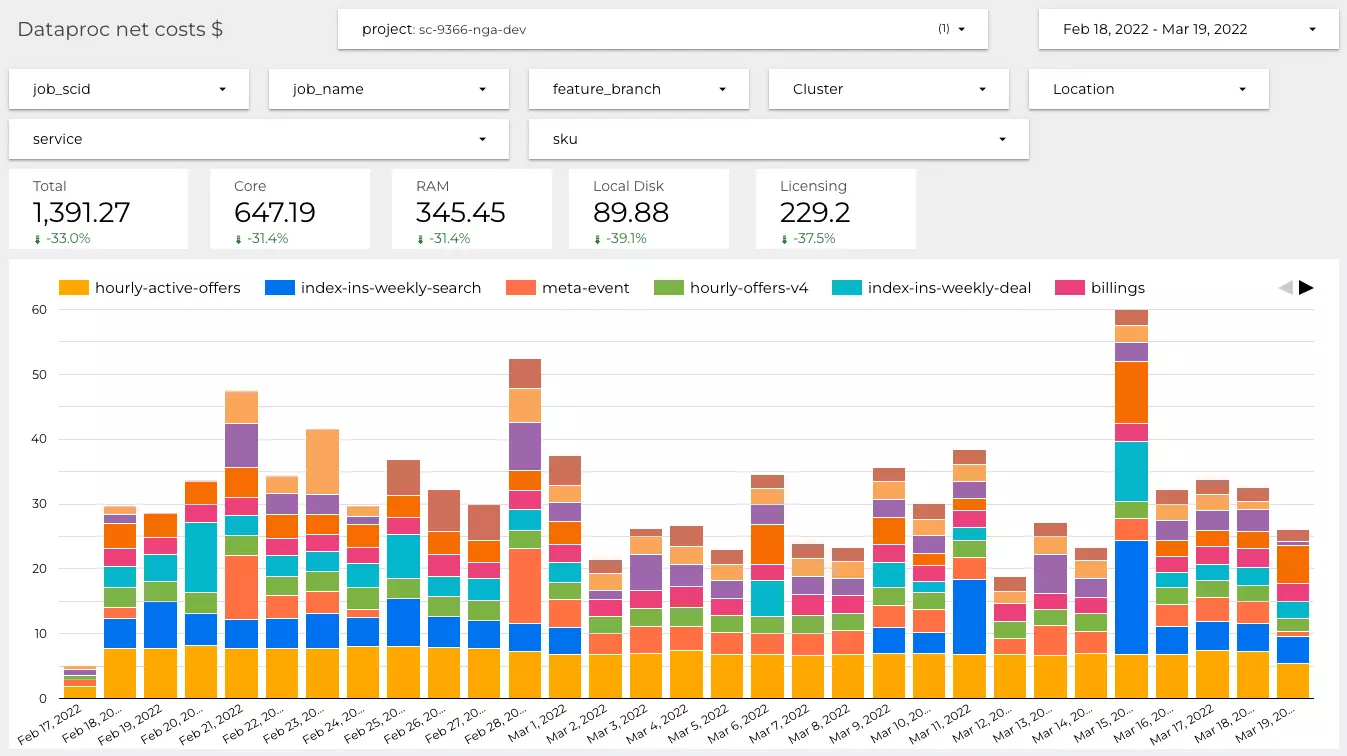 Dataproc net costs $
project: sc-9366-nga-dev (1)
Feb 18, 2022 - Mar 19, 2022
job_scid
job_name
feature_branch
Cluster
Location
service
sku
Total
1,391.27
-33.0%
Core
647.19
-31.4%
RAM
345.45
-31.4%
Local Disk
89.88
-39.1%
Licensing
229.2
-37.5%
hourly-active-offers
index-ins-weekly-search
meta-event
hourly-offers-v4
index-ins-weekly-deal
billings
60
50
40
30
20
10
0
Feb 17, 2022
Feb 18, 20...
Feb 19, 2022
Feb 20, 20...
Feb 21, 2022
Feb 22, 20...
Feb 23, 20...
Feb 24, 20...
Feb 25, 20...
Feb 26, 20...
Feb 27, 20...
Feb 28, 20...
Mar 1, 2022
Mar 2, 2022
Mar 3, 2022
Mar 4, 2022
Mar 5, 2022
Mar 6, 2022
Mar 7, 2022
Mar 8, 2022
Mar 9, 2022
Mar 10, 20...
Mar 11, 2022
Mar 12, 20...
Mar 13, 20...
Mar 14, 20...
Mar 15, 20...
Mar 16, 20...
Mar 17, 2022
Mar 18, 20...
Mar 19, 20...